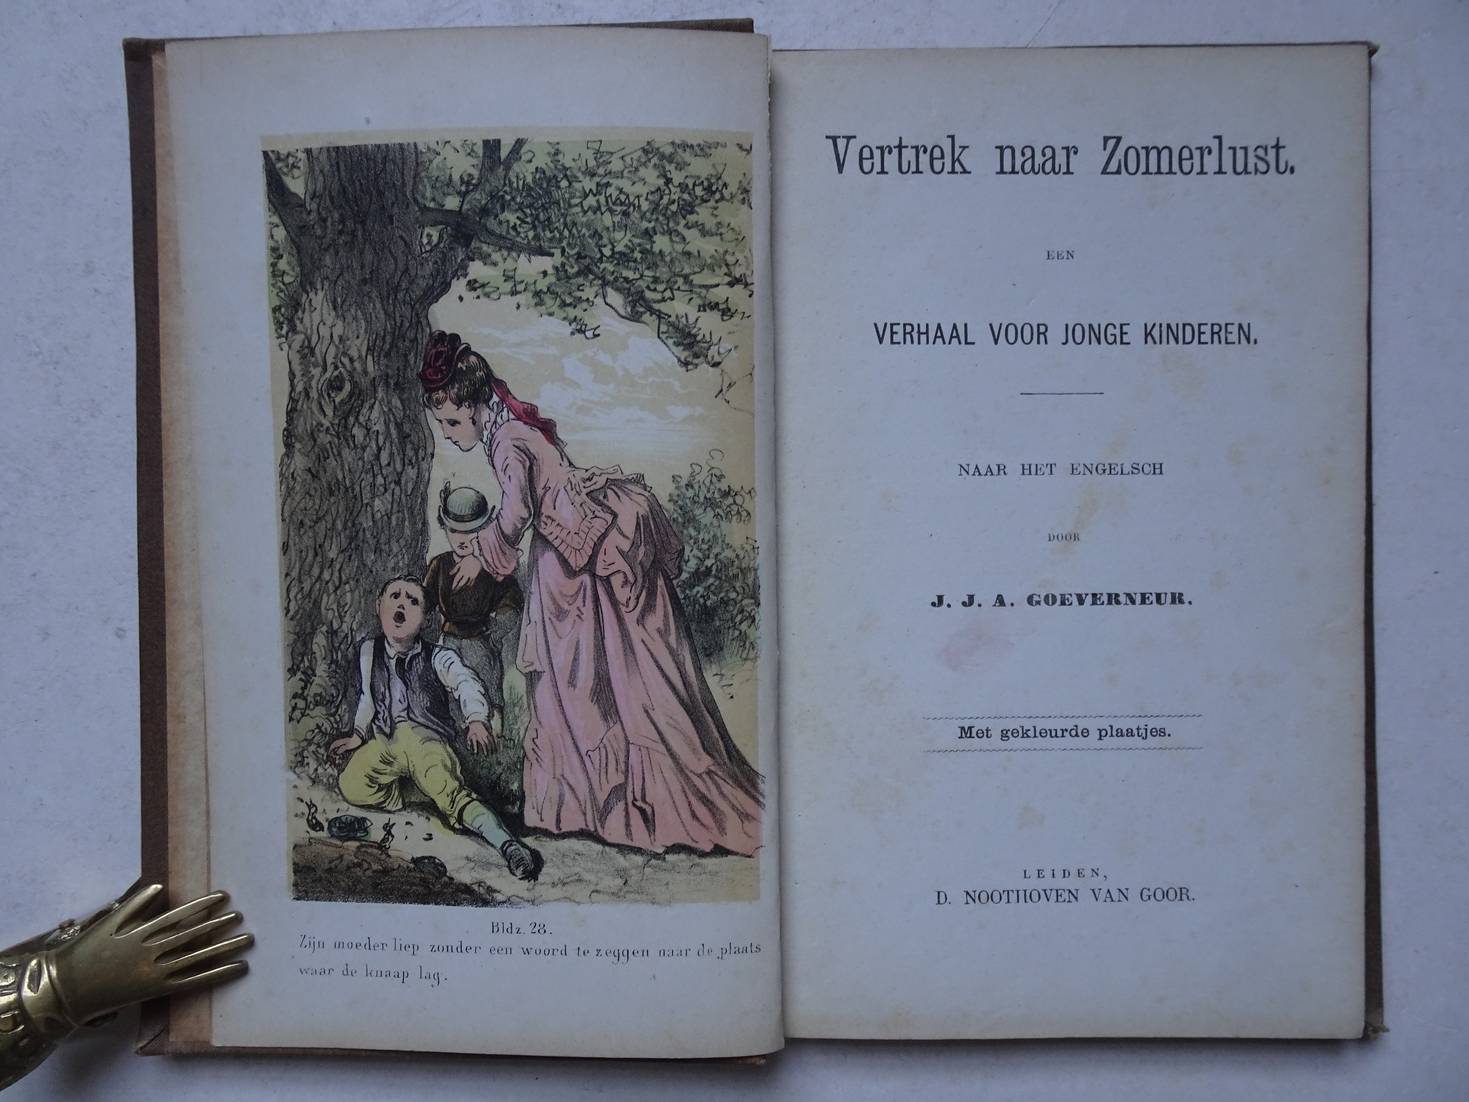 Bldz. 28.
Zijn moeder liep zonder een woord te zeggen naar de plaats
waar de knaap lag.
Vertrek naar Zomerlust.
EEN
VERHAAL VOOR JONGE KINDEREN.
NAAR HET ENGELSCH
DOOR
J. J. A. GOEVERNEUR.
Met gekleurde plaatjes.
LEIDEN,
D. NOOTHOVEN VAN GOOR.